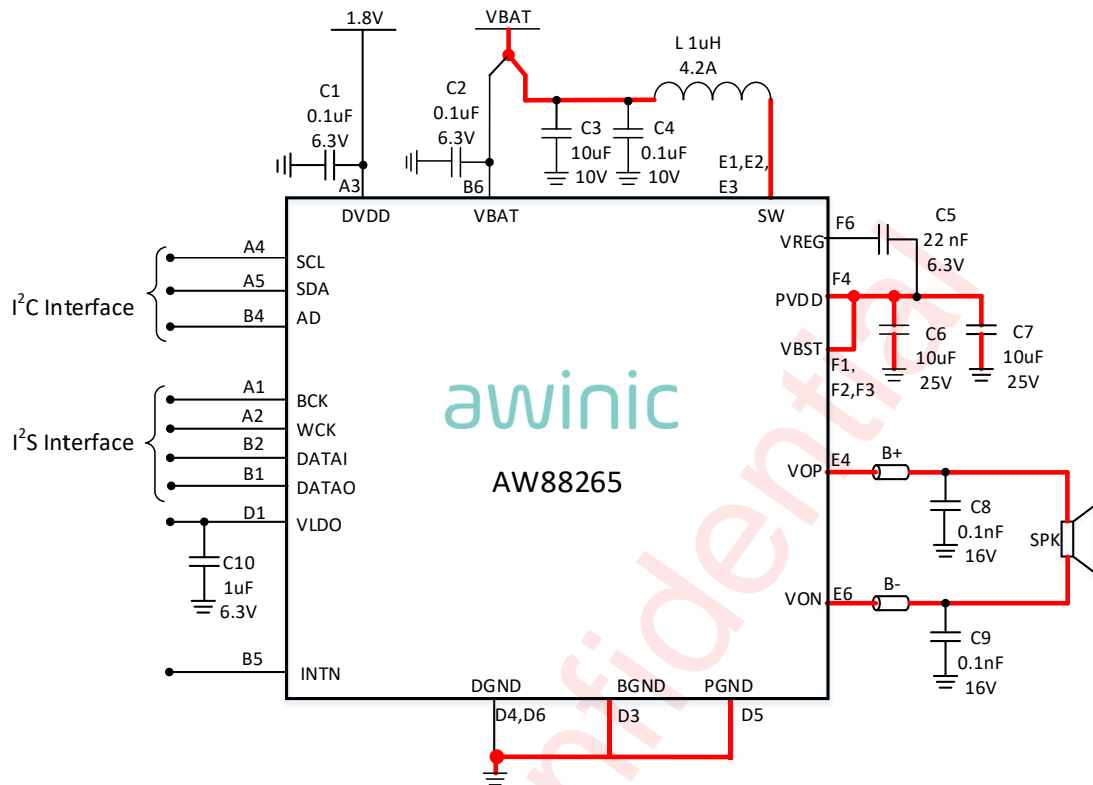 1.8V
VBAT
L 1uH
4.2A
C1
0.1uF
6.3V
C2
0.1uF
6.3V
C3
10uF
10V
C4
0.1uF
10V
E1,E2,
E3
A3
B6
DVDD
VBAT
SW
VREG
F6
C5
22 nF
6.3V
I²C Interface
A4
SCL
A5
SDA
B4
AD
F4
PVDD
VBST
F1,
F2,F3
C6
10uF
25V
C7
10uF
25V
I²S Interface
A1
BCK
A2
WCK
B2
DATAI
B1
DATAO
D1
VLDO
C10
1uF
6.3V
awinic
AW88265
VOP
E4
B+
C8
0.1nF
16V
SPK
VON
E6
B-
C9
0.1nF
16V
B5
INTN
DGND
BGND
PGND
D4,D6
D3
D5
nfidential